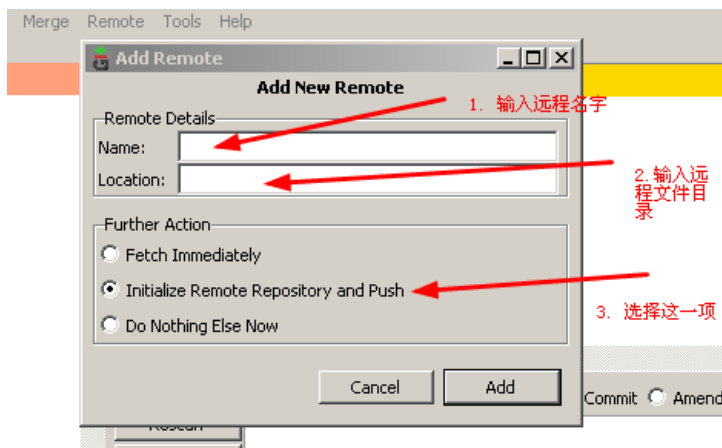 Merge Remote Tools Help
Add Remote
Add New Remote
1. 输入远程名字
Remote Details
Name:
Location:
2.输入远
程文件目
录
Further Action
Fetch Immediately
Initialize Remote Repository and Push
3. 选择这一项
Do Nothing Else Now
Cancel Add
Commit Amend
Rescan